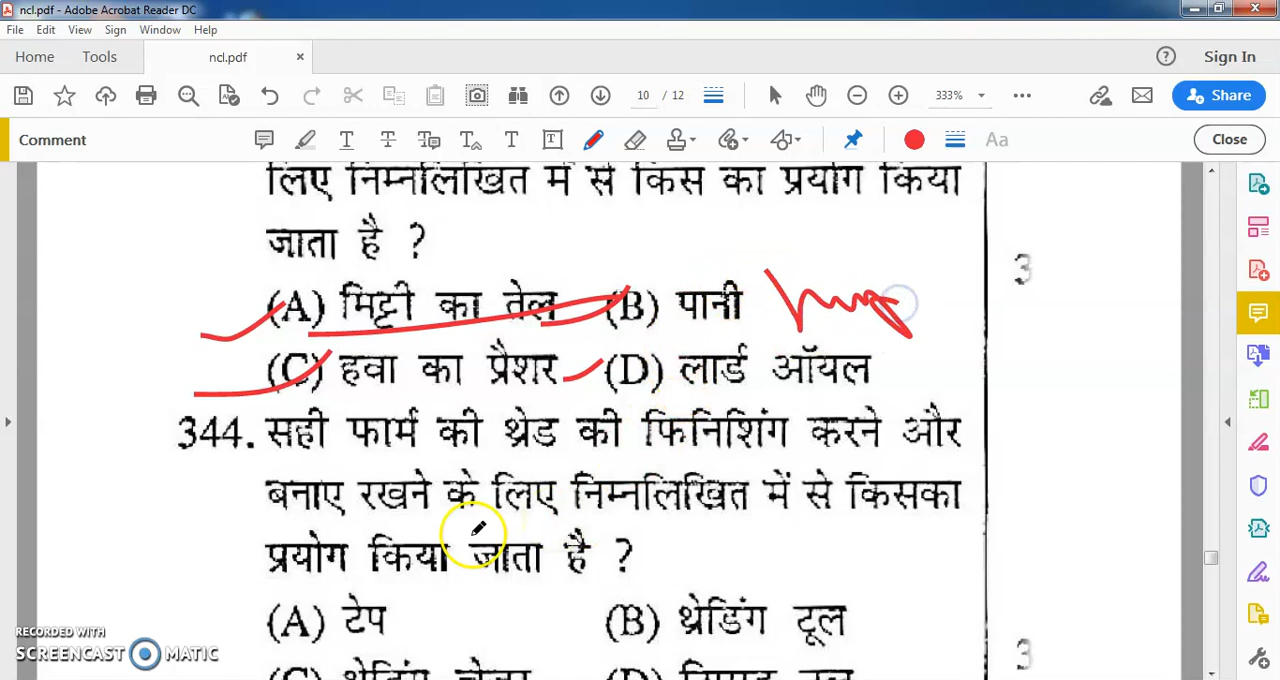 ncl.pdf - Adobe Acrobat Reader DC
File Edit View Sign Window Help
Home Tools ncl.pdf × Sign In
10 / 12 333% Share
Comment Close
लिए निम्नलिखित में से किस का प्रयोग किया
जाता है ?
(A) मिट्टी का तेल (B) पानी
(C) हवा का प्रैशर (D) लार्ड ऑयल
344. सही फार्म की थ्रेड की फिनिशिंग करने और
बनाए रखने के लिए निम्नलिखित में से किसका
प्रयोग किया जाता है ?
(A) टेप (B) थ्रेडिंग टूल
3
3
RECORDED WITH
SCREENCAST MATIC